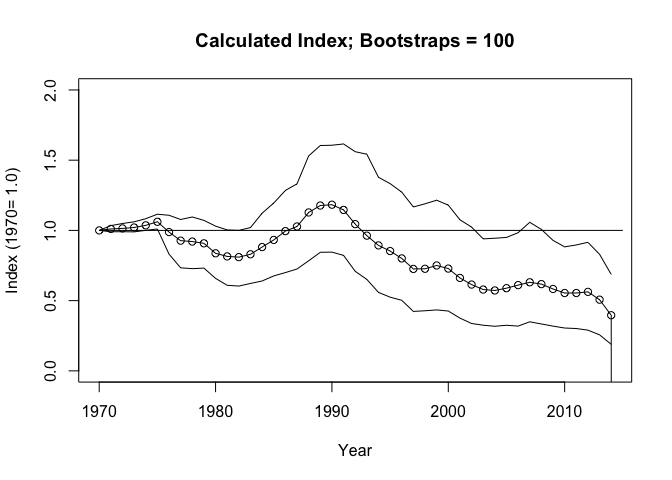 Calculated Index; Bootstraps = 100
Index (1970= 1.0)
2.0
1.5
1.0
0.5
0.0
1970 1980 1990 2000 2010
Year